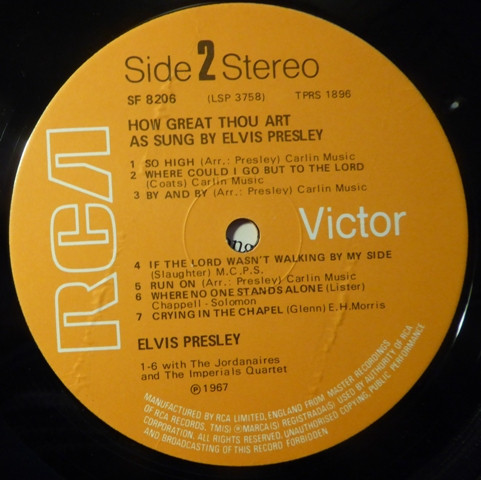 Side 2 Stereo
SF 8206 (LSP 3758) TPRS 1896
HOW GREAT THOU ART
AS SUNG BY ELVIS PRESLEY
1 SO HIGH (Arr.: Presley) Carlin Music
2 WHERE COULD I GO BUT TO THE LORD
(Coats) Carlin Music
3 BY AND BY (Arr.: Presley) Carlin Music
RCA
Victor
4 IF THE LORD WASN'T WALKING BY MY SIDE
(Slaughter) M.C.P.S.
5 RUN ON (Arr.: Presley) Carlin Music
6 WHERE NO ONE STANDS ALONE (Lister)
Chappell - Solomon
7 CRYING IN THE CHAPEL (Glenn) E.H.Morris
ELVIS PRESLEY
1-6 with The Jordanaires
and The Imperials Quartet
℗ 1967
MANUFACTURED BY RCA LIMITED, ENGLAND FROM MASTER RECORDINGS
OF RCA RECORDS, TM(S) ® MARCA(S) REGISTRADA(S) USED BY AUTHORITY OF RCA
CORPORATION. ALL RIGHTS RESERVED. UNAUTHORISED COPYING, PUBLIC PERFORMANCE
AND BROADCASTING OF THIS RECORD FORBIDDEN